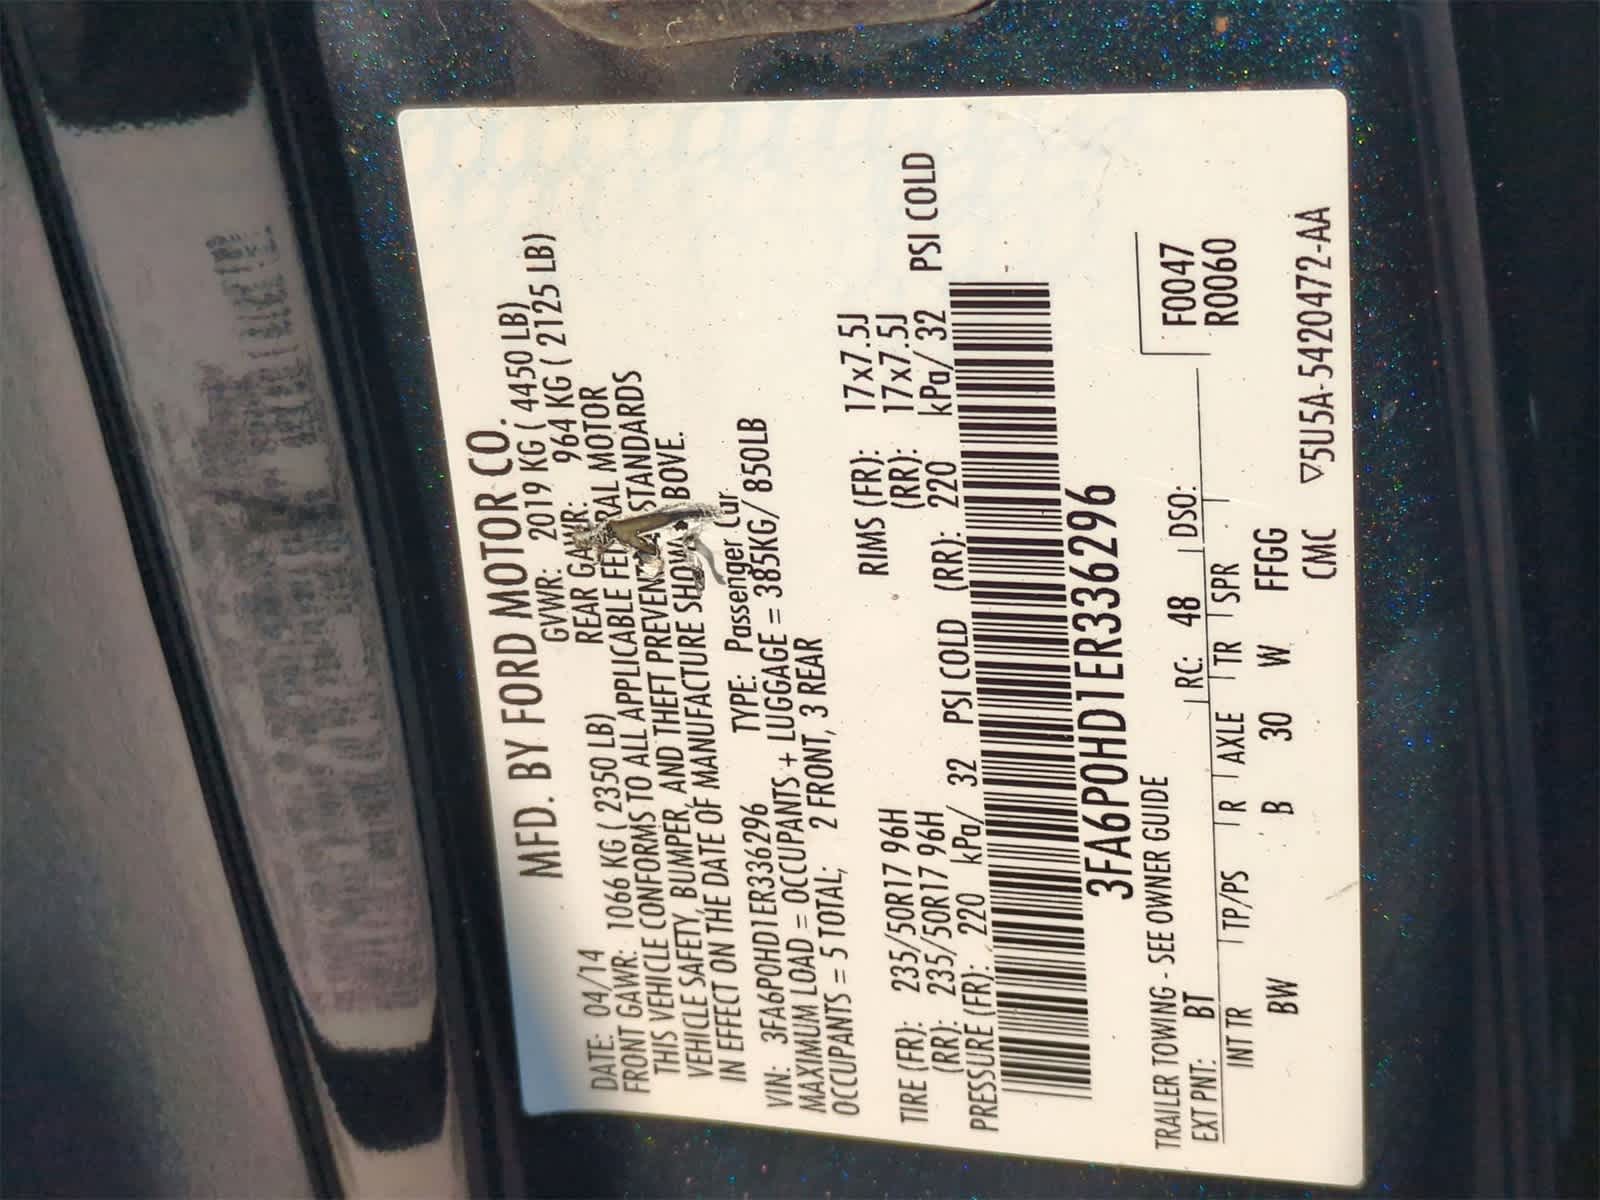 MFD. BY FORD MOTOR CO.
DATE: 04/14 GVWR: 2019 KG ( 4450 LB)
FRONT GAWR: 1066 KG ( 2350 LB) REAR GAWR: 964 KG ( 2125 LB)
THIS VEHICLE CONFORMS TO ALL APPLICABLE MOTOR
VEHICLE SAFETY, BUMPER, AND THEFT STANDARDS
IN EFFECT ON THE DATE OF MANUFACTURE
VIN: 3FA6P0HD1ER336296 TYPE: Passenger Car
MAXIMUM LOAD = OCCUPANTS + LUGGAGE = 385KG/ 850LB
OCCUPANTS = 5 TOTAL; 2 FRONT, 3 REAR
TIRE (FR): 235/50R17 96H RIMS (FR): 17x7.5J
(RR): 235/50R17 96H (RR): 17x7.5J
PRESSURE (FR): 220 kPa/ 32 PSI COLD (RR): 220 kPa/ 32 PSI COLD
3FA6P0HD1ER336296
TRAILER TOWING - SEE OWNER GUIDE
EXT PNT: BT RC: 48 DSO:
F0047
R0060
INT TR TP/PS R AXLE TR SPR
BW B 30 W FFGG
CMC ▽5U5A-5420472-AA